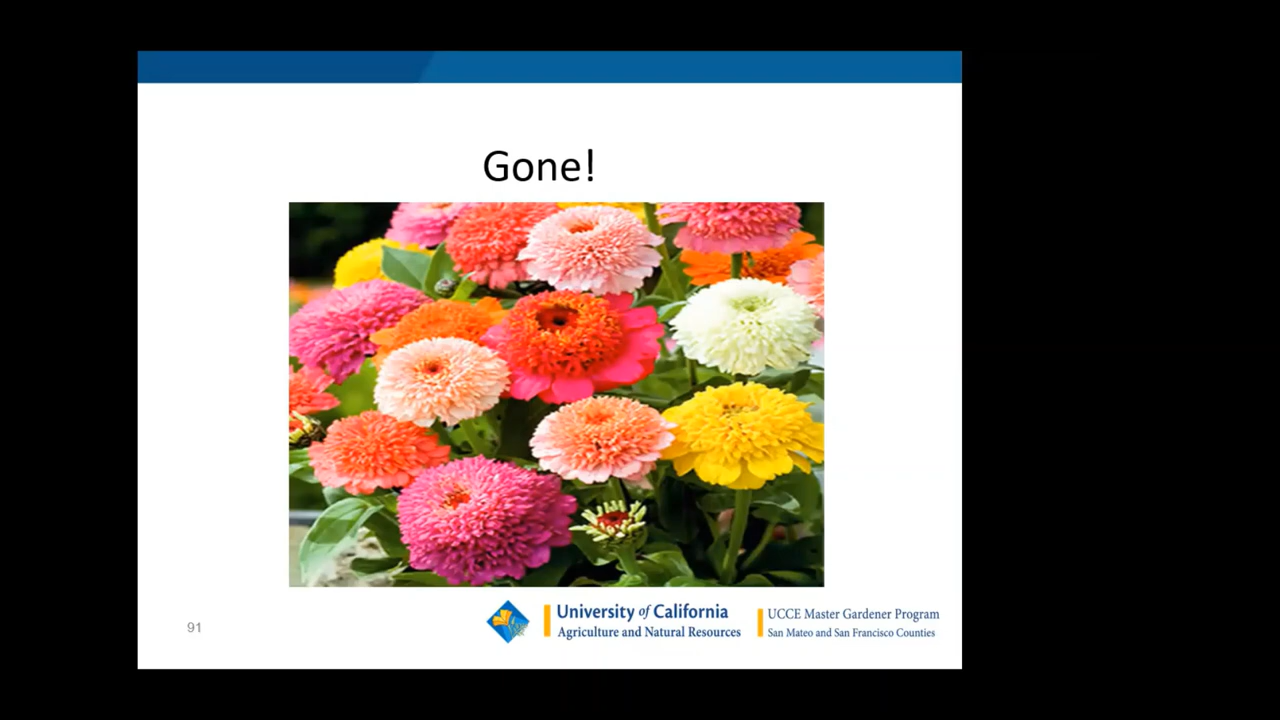 Gone!
91
University of California
Agriculture and Natural Resources
UCCE Master Gardener Program
San Mateo and San Francisco Counties